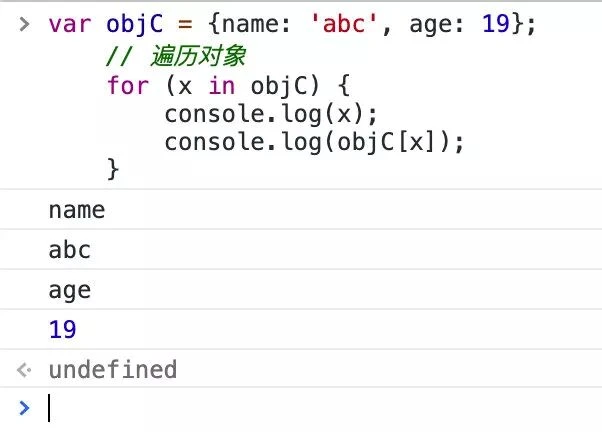 > var objC = {name: 'abc', age: 19};
// 遍历对象
for (x in objC) {
console.log(x);
console.log(objC[x]);
}
name
abc
age
19
undefined
>